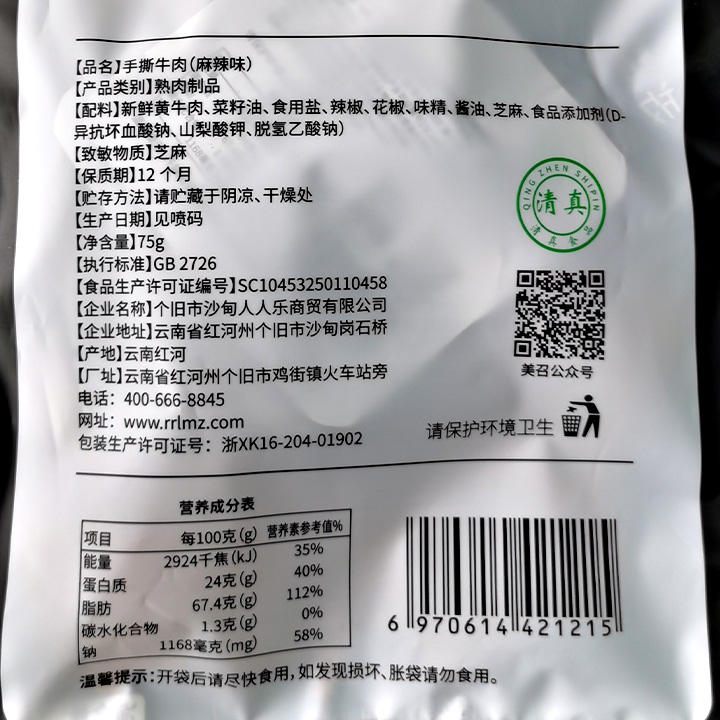 【品名】手撕牛肉(麻辣味)
【产品类别】熟肉制品
【配料】新鲜黄牛肉、菜籽油、食用盐、辣椒、花椒、味精、酱油、芝麻、食品添加剂(D-
异抗坏血酸钠、山梨酸钾、脱氢乙酸钠)
【致敏物质】芝麻
【保质期】12 个月
【贮存方法】请贮藏于阴凉、干燥处
【生产日期】见喷码
【净含量】75g
【执行标准】GB 2726
【食品生产许可证编号】SC10453250110458
【企业名称】个旧市沙甸人人乐商贸有限公司
【企业地址】云南省红河州个旧市沙甸岗石桥
【产地】云南红河
【厂址】云南省红河州个旧市鸡街镇火车站旁
电话：400-666-8845
网址：www.rrlmz.com
包装生产许可证号：浙XK16-204-01902
QING ZHEN SHIPIN
清真
清真食品
美召公众号
请保护环境卫生
营养成分表
项目 每100克(g) 营养素参考值%
能量 2924千焦(kJ) 35%
蛋白质 24克(g) 40%
脂肪 67.4克(g) 112%
碳水化合物 1.3克(g) 0%
钠 1168毫克(mg) 58%
6 970614 421215
温馨提示：开袋后请尽快食用，如发现损坏、胀袋请勿食用。